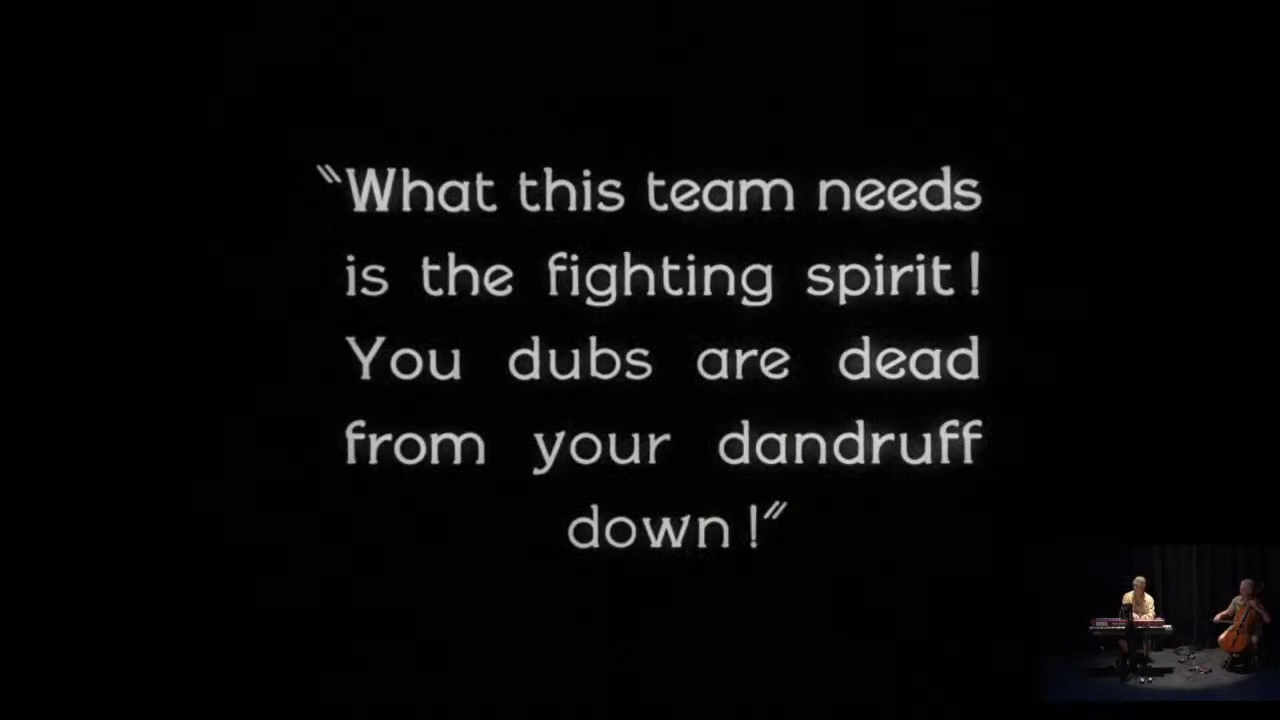 “What this team needs
is the fighting spirit!
You dubs are dead
from your dandruff
down!”